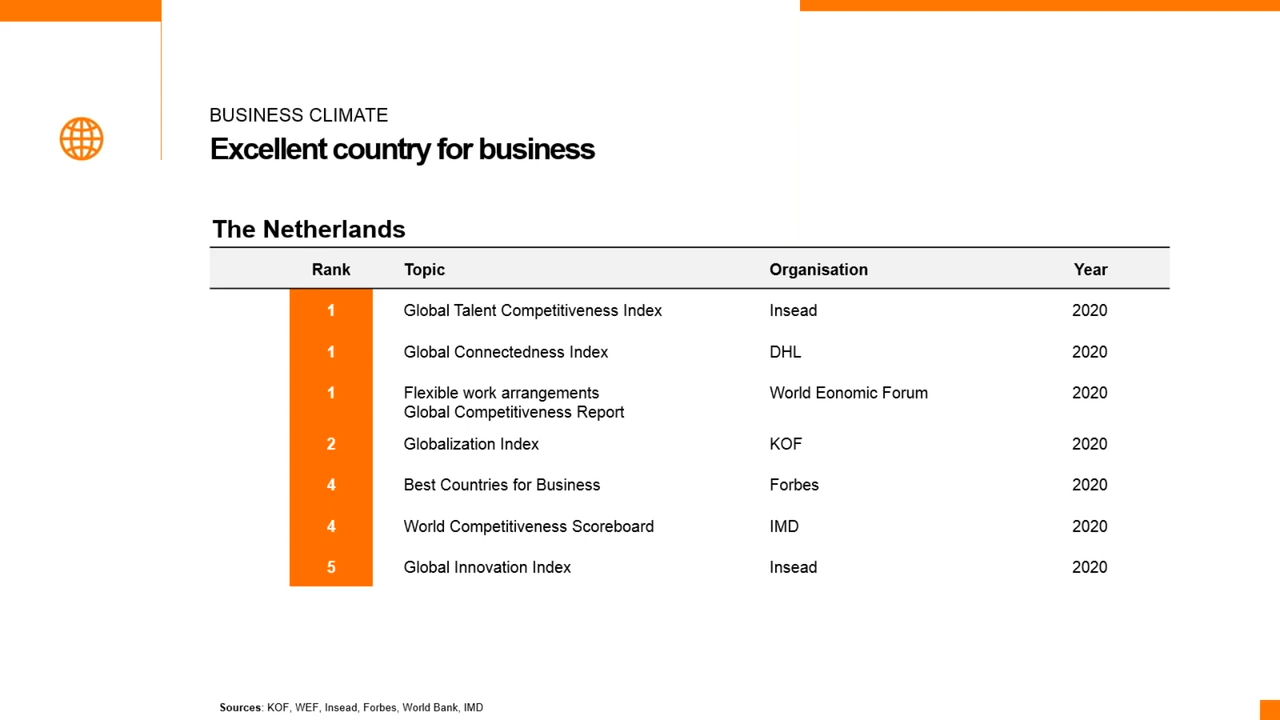 BUSINESS CLIMATE
Excellent country for business
The Netherlands
Rank Topic Organisation Year
1 Global Talent Competitiveness Index Insead 2020
1 Global Connectedness Index DHL 2020
1 Flexible work arrangements World Eonomic Forum 2020
Global Competitiveness Report
2 Globalization Index KOF 2020
4 Best Countries for Business Forbes 2020
4 World Competitiveness Scoreboard IMD 2020
5 Global Innovation Index Insead 2020
Sources: KOF, WEF, Insead, Forbes, World Bank, IMD